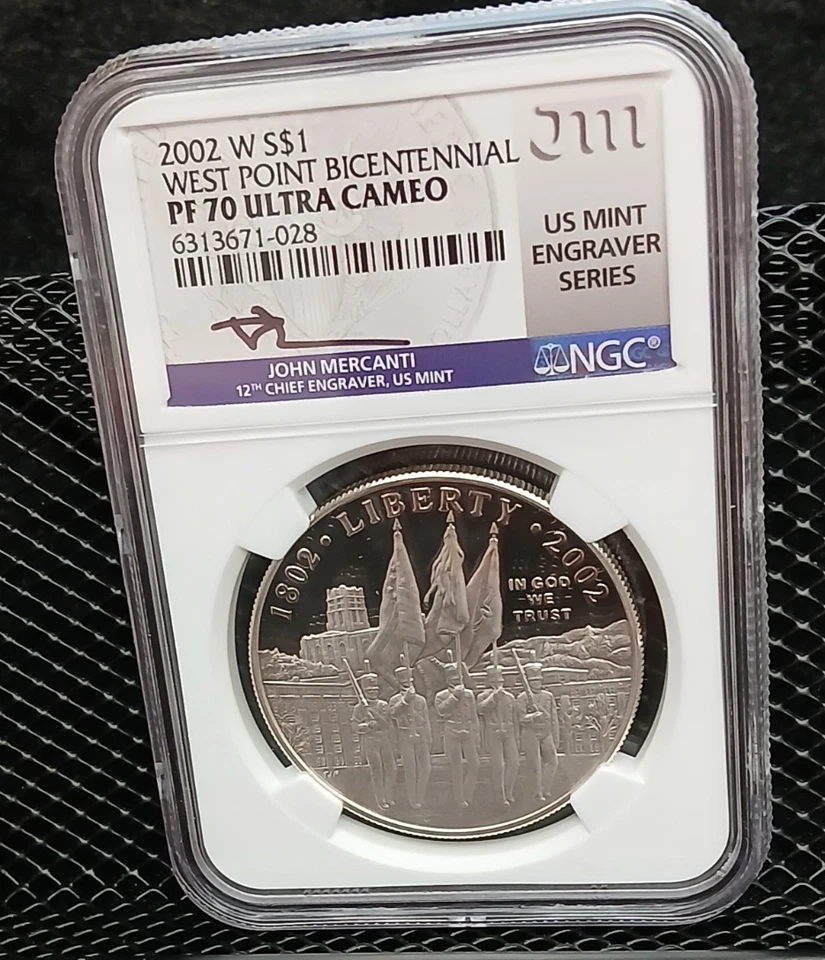 2002 W S$1
WEST POINT BICENTENNIAL
PF 70 ULTRA CAMEO
6313671-028
JM
US MINT
ENGRAVER
SERIES
JOHN MERCANTI
12TH CHIEF ENGRAVER, US MINT
NGC®
1802 • LIBERTY • 2002
IN GOD
WE
TRUST